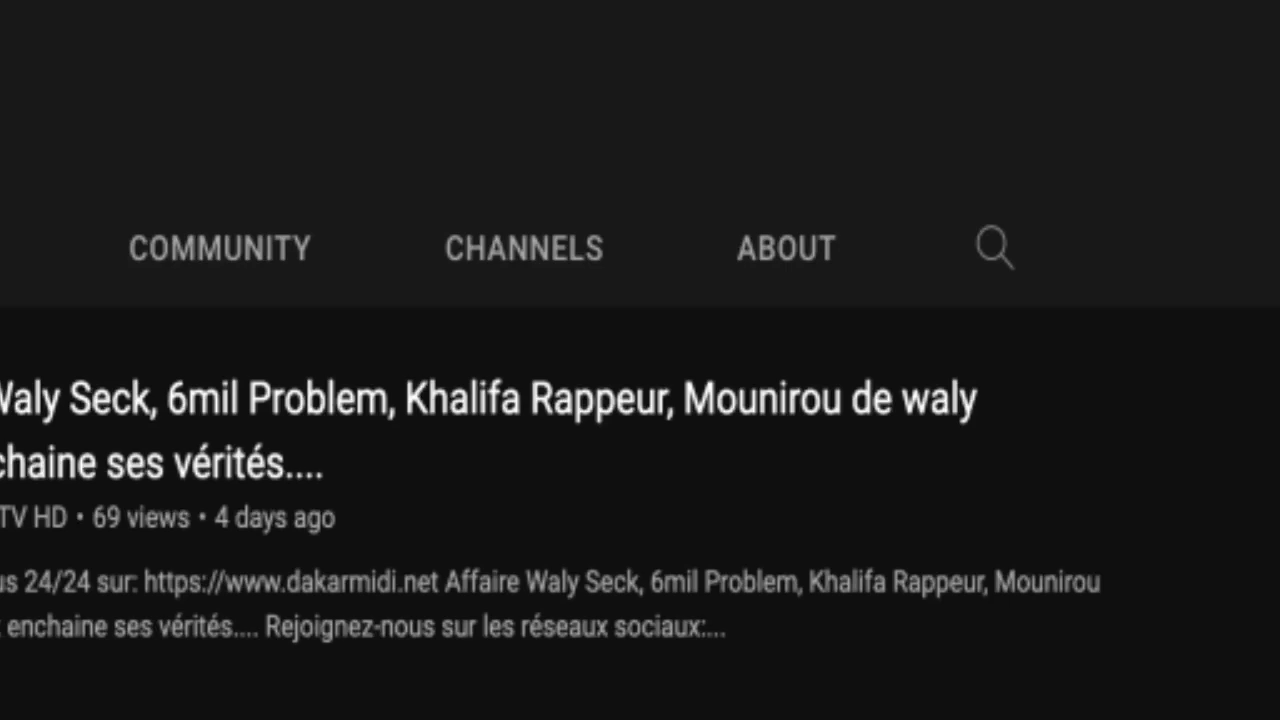 COMMUNITY CHANNELS ABOUT
Waly Seck, 6mil Problem, Khalifa Rappeur, Mounirou de waly
chaine ses vérités....
TV HD • 69 views • 4 days ago
us 24/24 sur: https://www.dakarmidi.net Affaire Waly Seck, 6mil Problem, Khalifa Rappeur, Mounirou
enchaine ses vérités.... Rejoignez-nous sur les réseaux sociaux:...